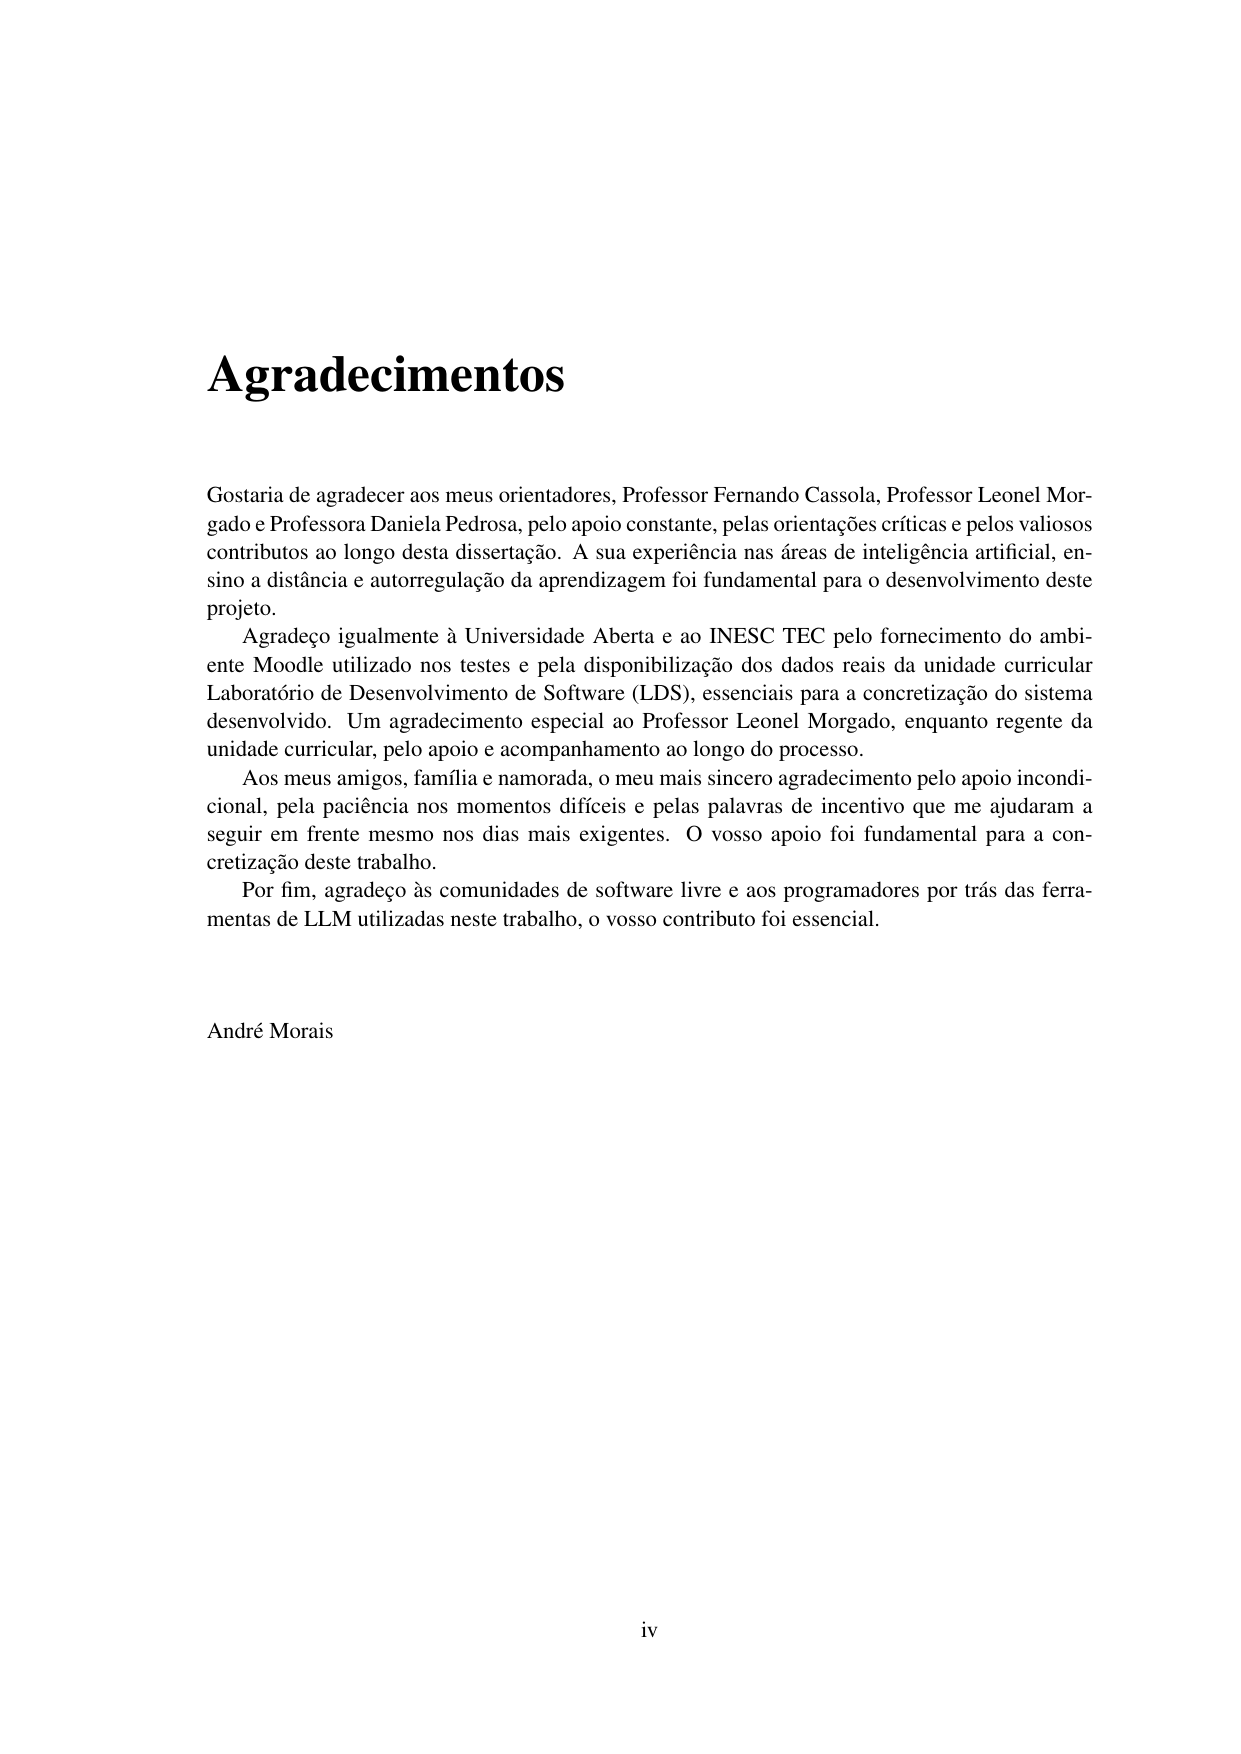 Agradecimentos
Gostaria de agradecer aos meus orientadores, Professor Fernando Cassola, Professor Leonel Mor-
gado e Professora Daniela Pedrosa, pelo apoio constante, pelas orientações críticas e pelos valiosos
contributos ao longo desta dissertação. A sua experiência nas áreas de inteligência artificial, en-
sino a distância e autorregulação da aprendizagem foi fundamental para o desenvolvimento deste
projeto.
Agradeço igualmente à Universidade Aberta e ao INESC TEC pelo fornecimento do ambi-
ente Moodle utilizado nos testes e pela disponibilização dos dados reais da unidade curricular
Laboratório de Desenvolvimento de Software (LDS), essenciais para a concretização do sistema
desenvolvido. Um agradecimento especial ao Professor Leonel Morgado, enquanto regente da
unidade curricular, pelo apoio e acompanhamento ao longo do processo.
Aos meus amigos, família e namorada, o meu mais sincero agradecimento pelo apoio incondi-
cional, pela paciência nos momentos difíceis e pelas palavras de incentivo que me ajudaram a
seguir em frente mesmo nos dias mais exigentes. O vosso apoio foi fundamental para a con-
cretização deste trabalho.
Por fim, agradeço às comunidades de software livre e aos programadores por trás das ferra-
mentas de LLM utilizadas neste trabalho, o vosso contributo foi essencial.
André Morais
iv